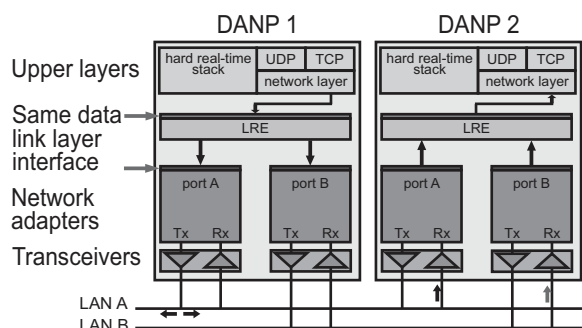 DANP 1
DANP 2
Upper layers
hard real-time
stack
UDP
TCP
network layer
hard real-time
stack
UDP
TCP
network layer
Same data
link layer
interface
LRE
LRE
Network
adapters
port A
port B
port A
port B
Tx
Rx
Tx
Rx
Tx
Rx
Tx
Rx
Transceivers
LAN A
LAN B